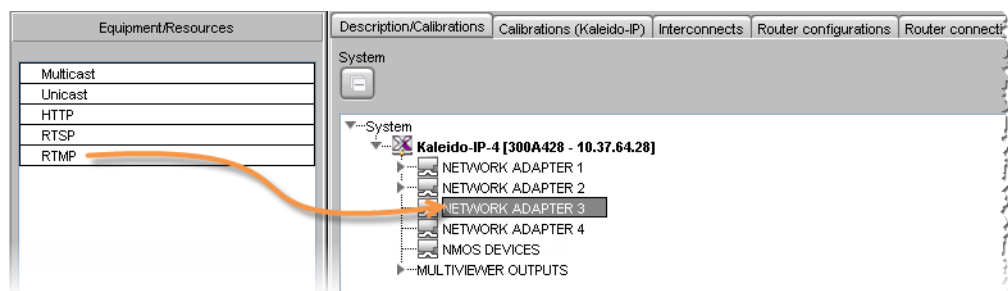 Equipment/Resources
Multicast
Unicast
HTTP
RTSP
RTMP
Description/Calibrations
Calibrations (Kaleido-IP)
Interconnects
Router configurations
Router connecti
System
System
Kaleido-IP-4 [300A428 - 10.37.64.28]
NETWORK ADAPTER 1
NETWORK ADAPTER 2
NETWORK ADAPTER 3
NETWORK ADAPTER 4
NMOS DEVICES
MULTIVIEWER OUTPUTS